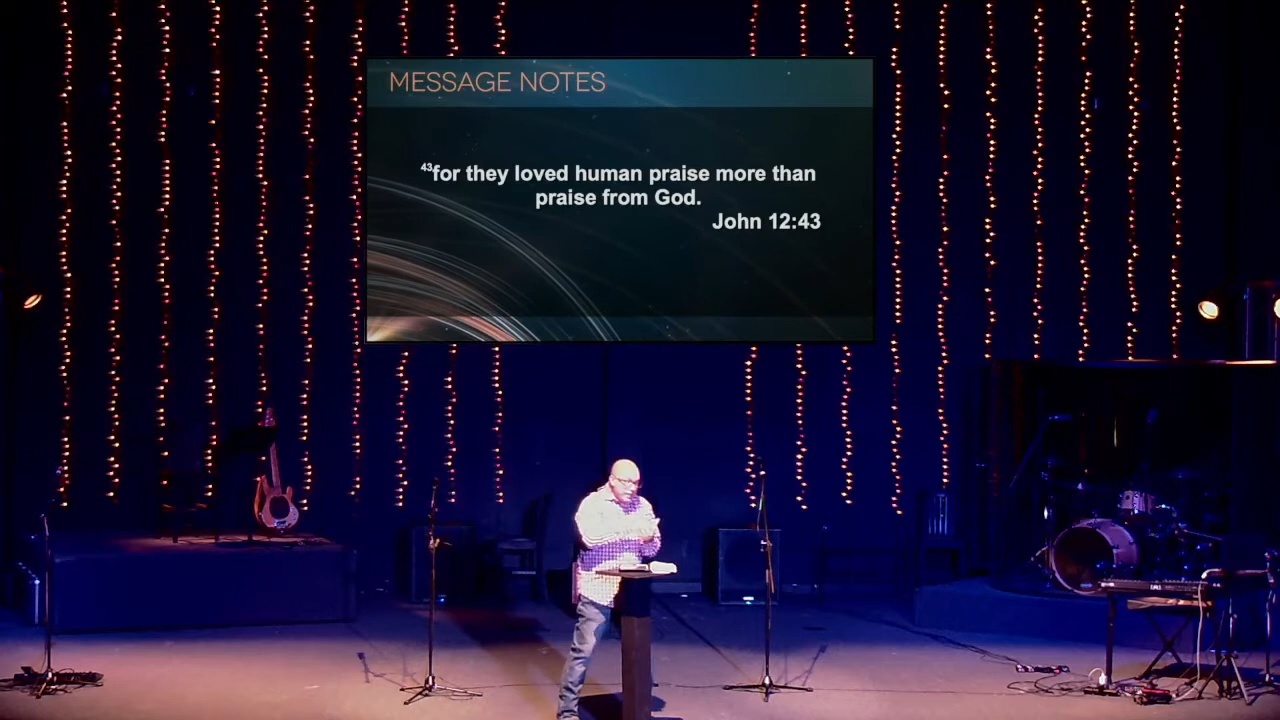 MESSAGE NOTES
43for they loved human praise more than
praise from God.
John 12:43